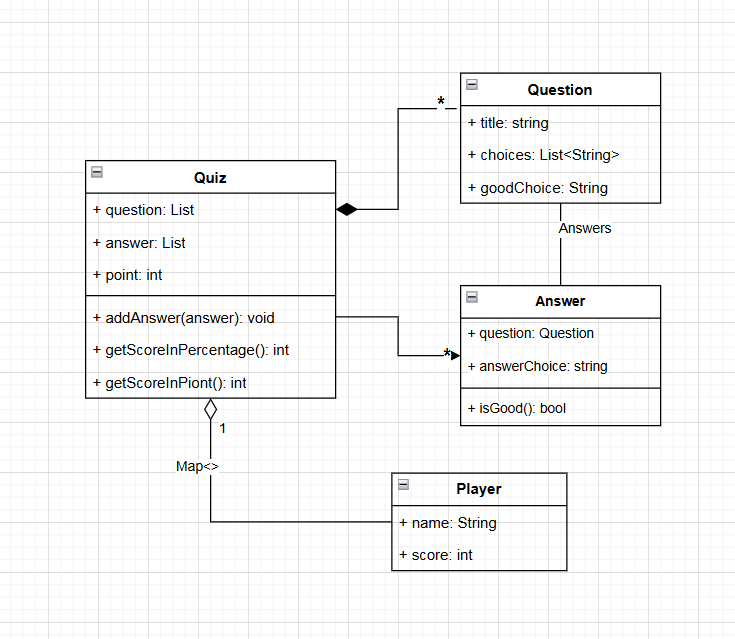 Quiz
+ question: List
+ answer: List
+ point: int
+ addAnswer(answer): void
+ getScoreInPercentage(): int
+ getScoreInPiont(): int
*
Question
+ title: string
+ choices: List<String>
+ goodChoice: String
Answers
*
Answer
+ question: Question
+ answerChoice: string
+ isGood(): bool
1
Map<>
Player
+ name: String
+ score: int